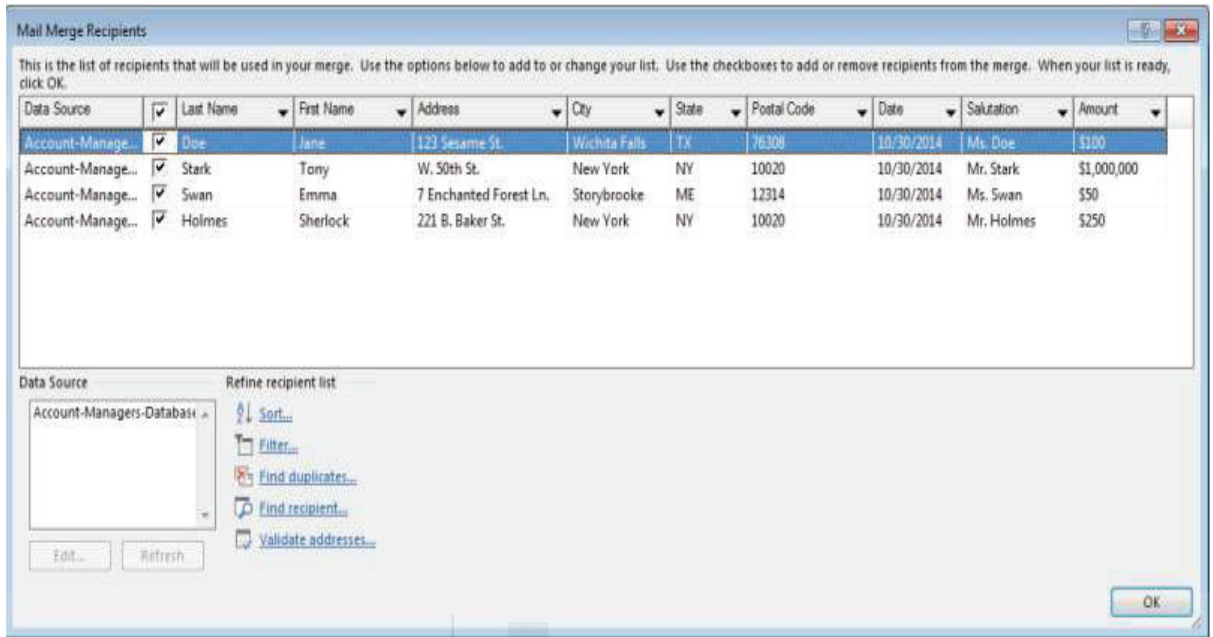 Mail Merge Recipients
This is the list of recipients that will be used in your merge. Use the options below to add to or change your list. Use the checkboxes to add or remove recipients from the merge. When your list is ready,
click OK.
Data Source Last Name First Name Address City State Postal Code Date Salutation Amount
Account-Manage... Doe Jane 123 Sesame St. Wichita Falls TX 76308 10/30/2014 Ms. Doe $100
Account-Manage... Stark Tony W. 50th St. New York NY 10020 10/30/2014 Mr. Stark $1,000,000
Account-Manage... Swan Emma 7 Enchanted Forest Ln. Storybrooke ME 12314 10/30/2014 Ms. Swan $50
Account-Manage... Holmes Sherlock 221 B. Baker St. New York NY 10020 10/30/2014 Mr. Holmes $250
Data Source
Account-Managers-Database
Edit...
Refresh
Refine recipient list
Sort...
Filter...
Find duplicates...
Find recipient...
Validate addresses...
OK